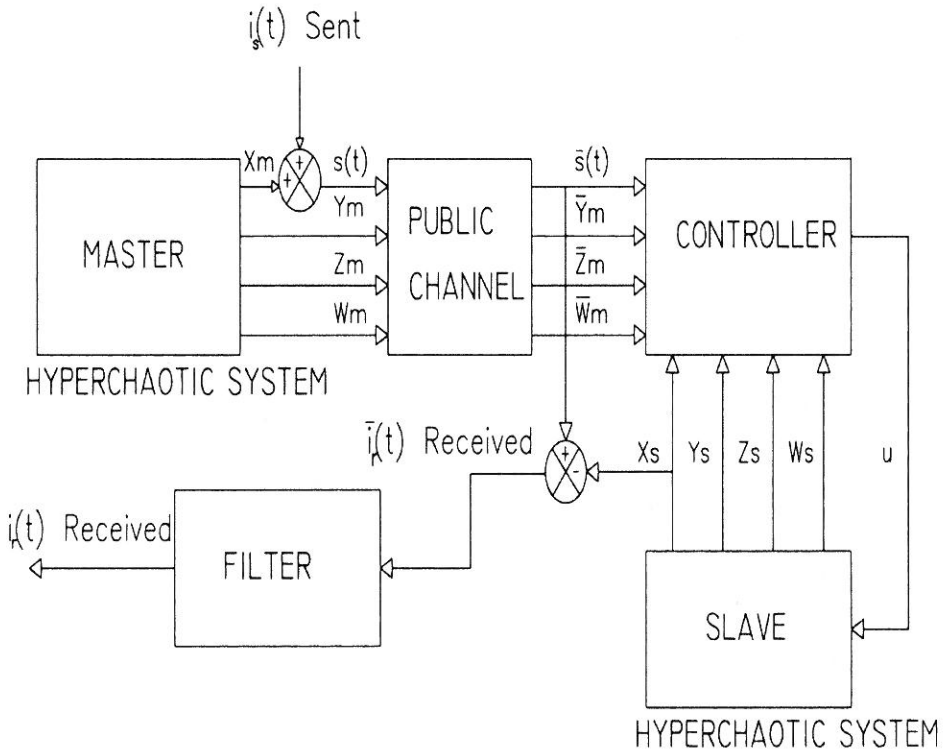 i_s(t) Sent
Xm
+
+
s(t)
Ym
Zm
Wm
MASTER
HYPERCHAOTIC SYSTEM
PUBLIC
CHANNEL
s̄(t)
Ȳm
Z̄m
W̄m
CONTROLLER
ī_r(t) Received
+
-
Xs
Ys
Zs
Ws
u
i_r(t) Received
FILTER
SLAVE
HYPERCHAOTIC SYSTEM